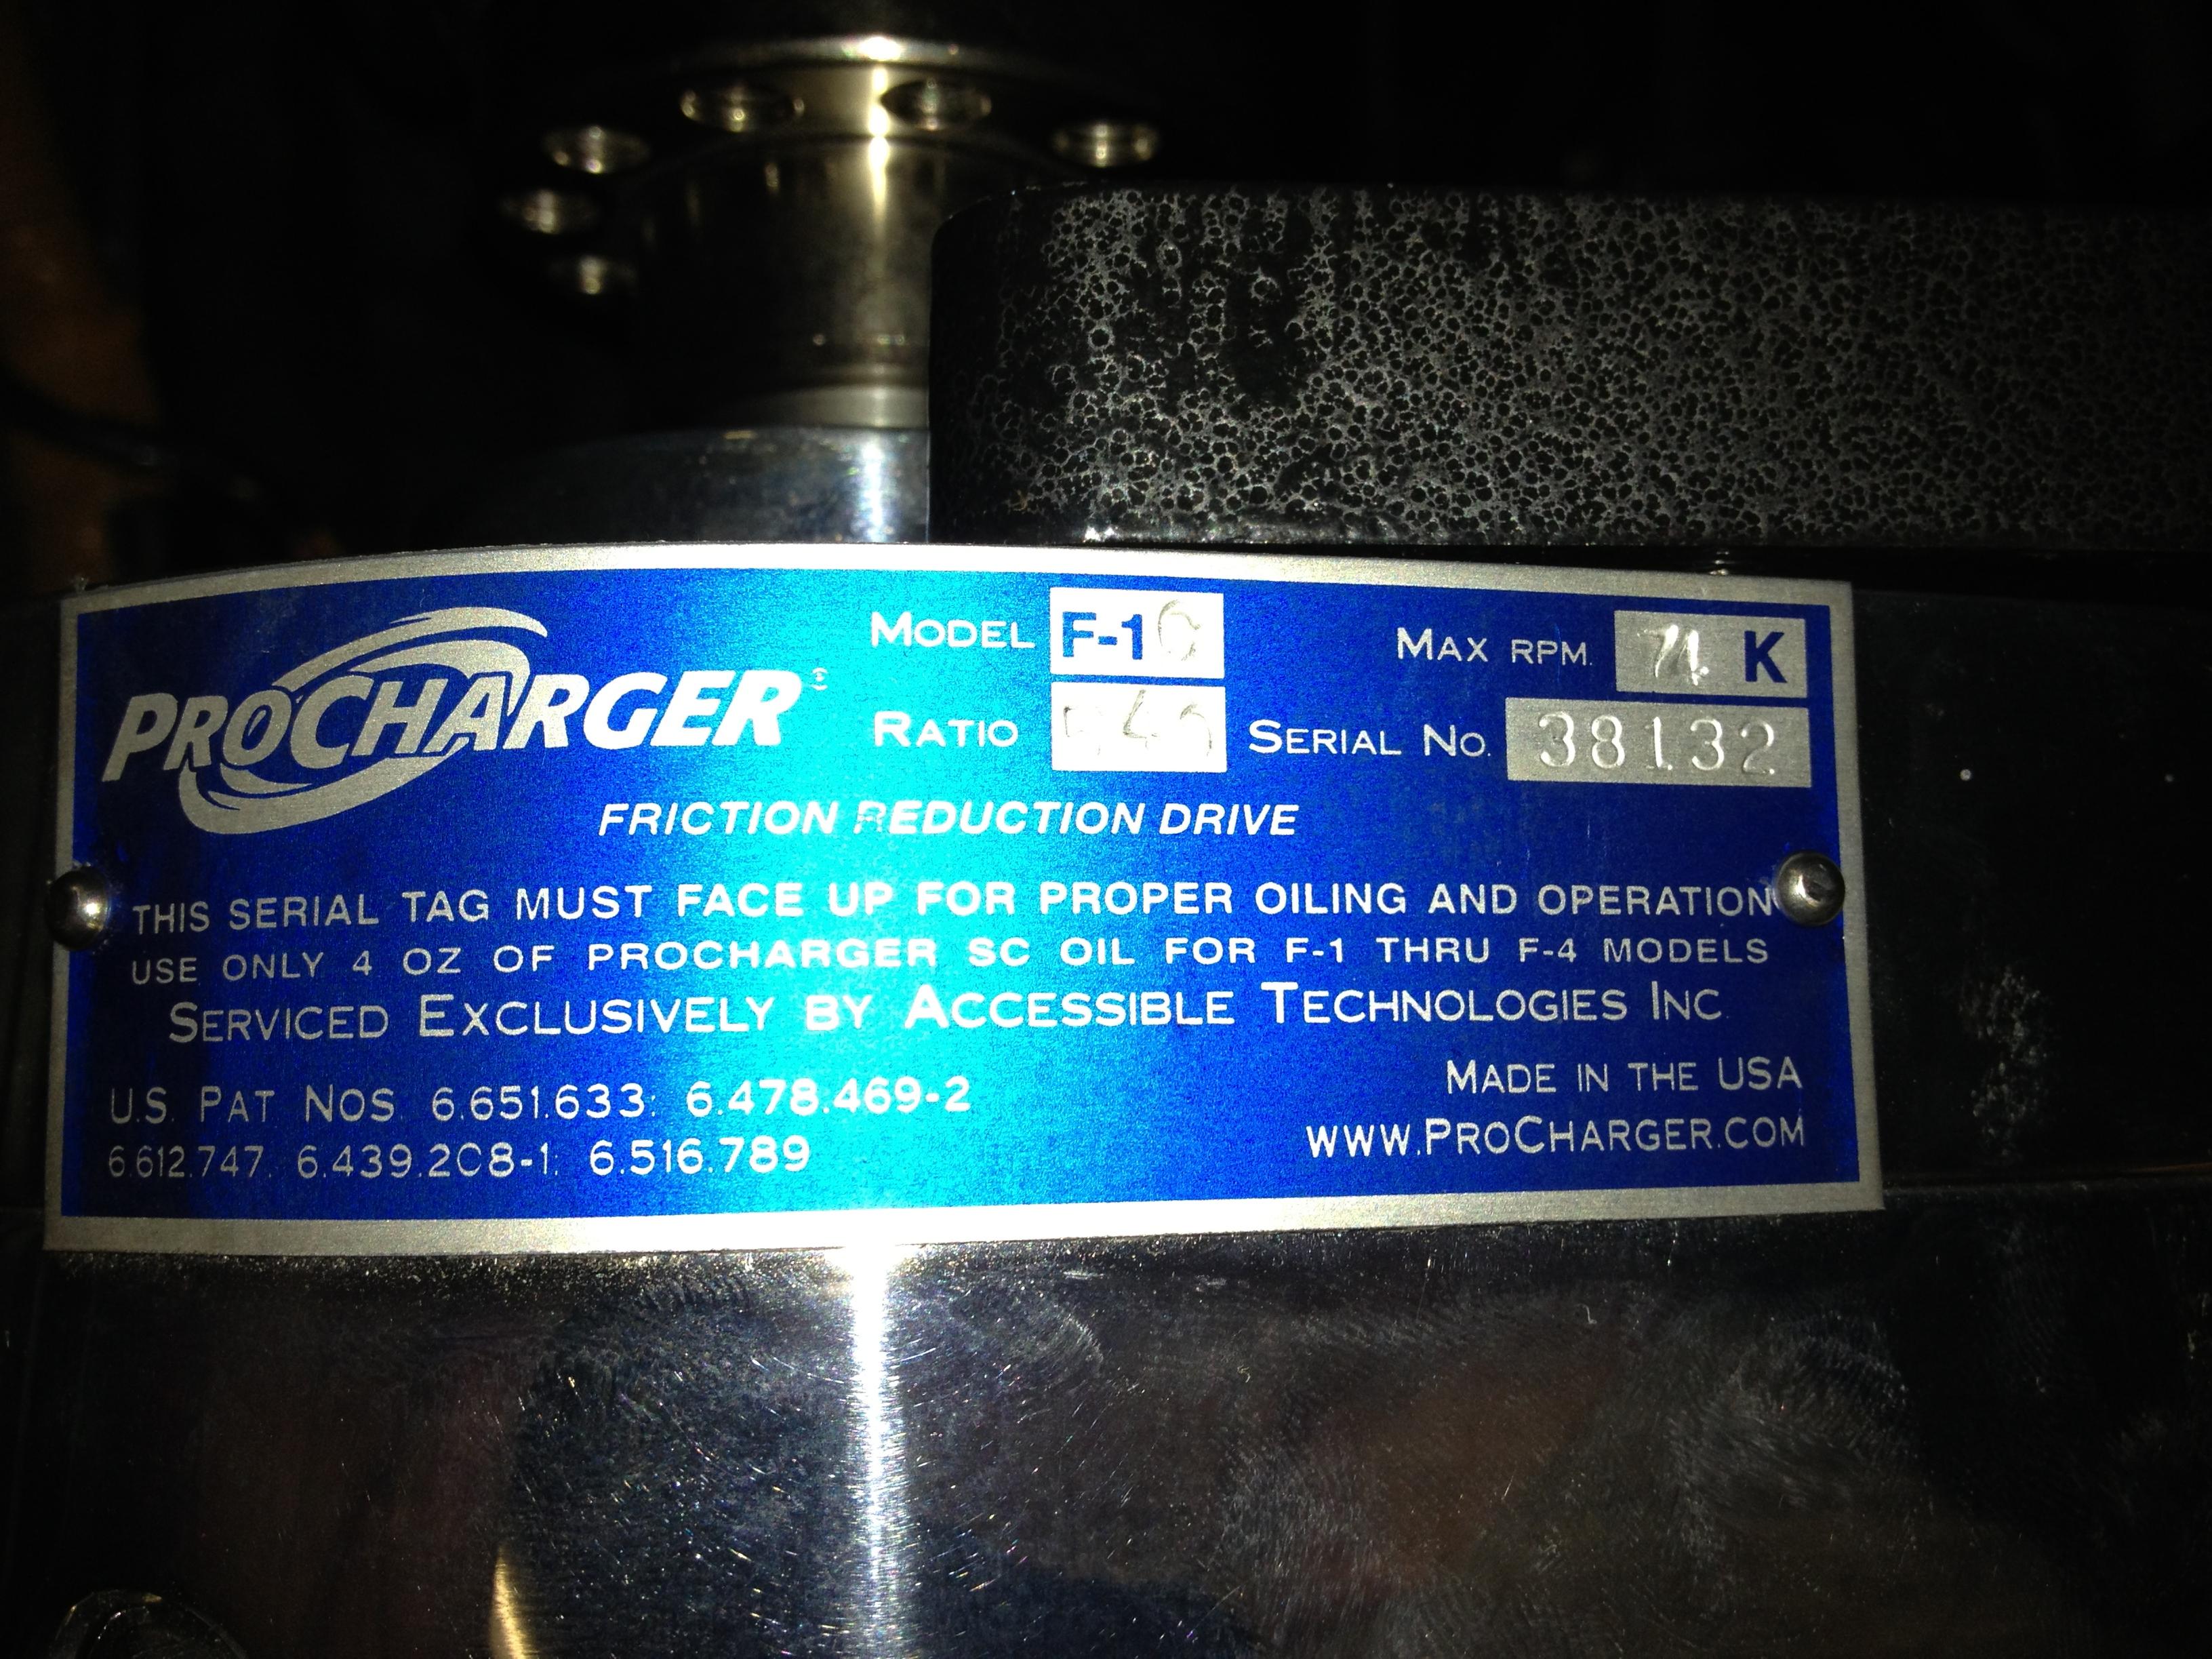 PROCHARGER
MODEL F-1C MAX RPM. 71 K
RATIO SERIAL NO. 38132
FRICTION REDUCTION DRIVE
THIS SERIAL TAG MUST FACE UP FOR PROPER OILING AND OPERATION
USE ONLY 4 OZ OF PROCHARGER SC OIL FOR F-1 THRU F-4 MODELS
SERVICED EXCLUSIVELY BY ACCESSIBLE TECHNOLOGIES INC.
MADE IN THE USA
U.S. PAT NOS. 6.651.633; 6.478.469-2
WWW.PROCHARGER.COM
6.612.747. 6.439.208-1; 6.516.789